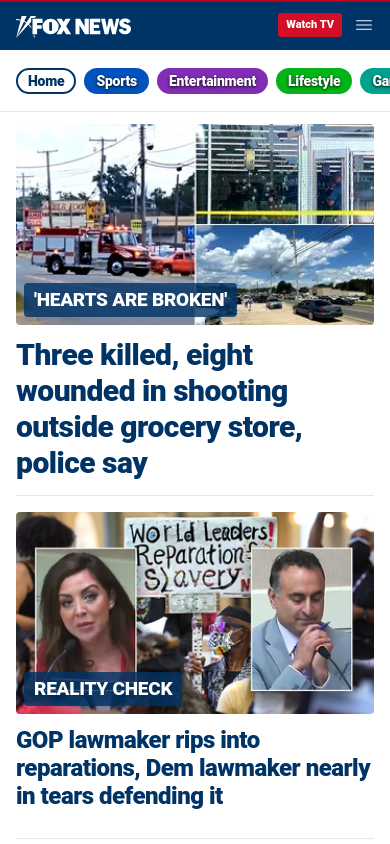 FOX NEWS
Watch TV
Home Sports Entertainment Lifestyle Ga
'HEARTS ARE BROKEN'
Three killed, eight
wounded in shooting
outside grocery store,
police say
World Leaders!
Reparation
Slavery
REALITY CHECK
GOP lawmaker rips into
reparations, Dem lawmaker nearly
in tears defending it